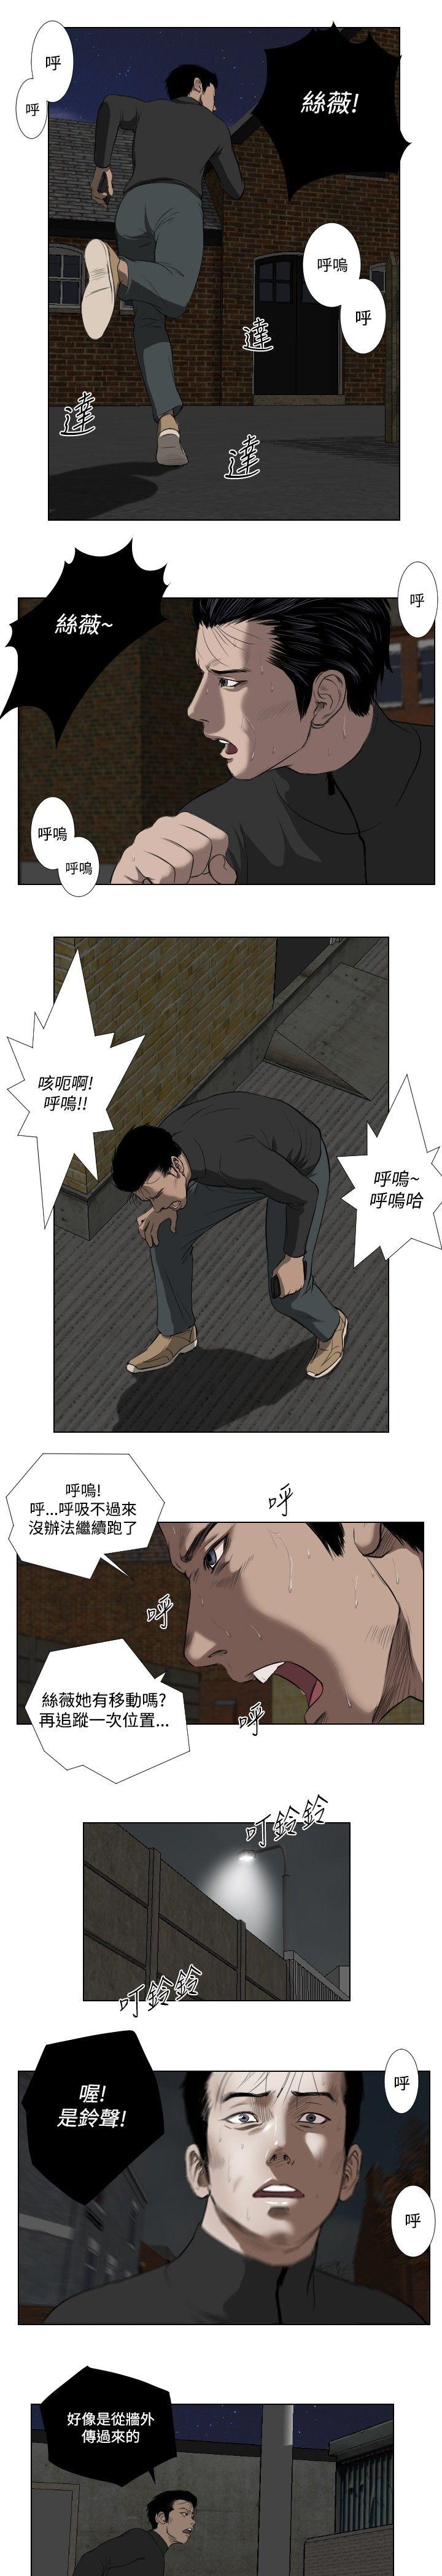 呼
呼
絲薇!
呼嗚
呼
達
達
達
呼
絲薇~
呼嗚
呼嗚
咳呃啊!
呼嗚!!
呼嗚~
呼嗚哈
呼嗚!
呼...呼吸不過來
沒辦法繼續跑了
呼
呼
絲薇她有移動嗎?
再追蹤一次位置...
呼
叮鈴鈴
叮鈴鈴
喔!
是鈴聲!
呼
呼
好像是從牆外
傳過來的